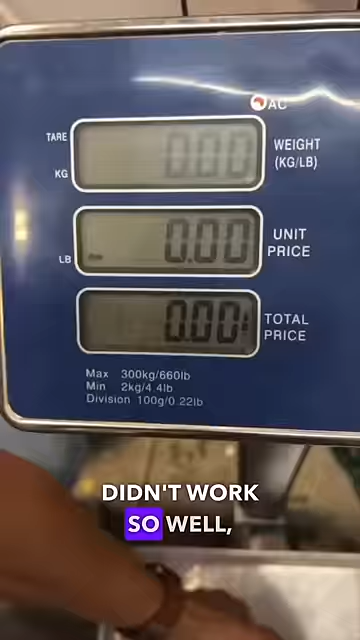 AC
TARE
0.00
WEIGHT
KG
(KG/LB)
0.00
UNIT
LB
PRICE
0.00
TOTAL
PRICE
Max 300kg/660lb
Min 2kg/4.4lb
Division 100g/0.22lb
DIDN'T WORK
SO WELL,